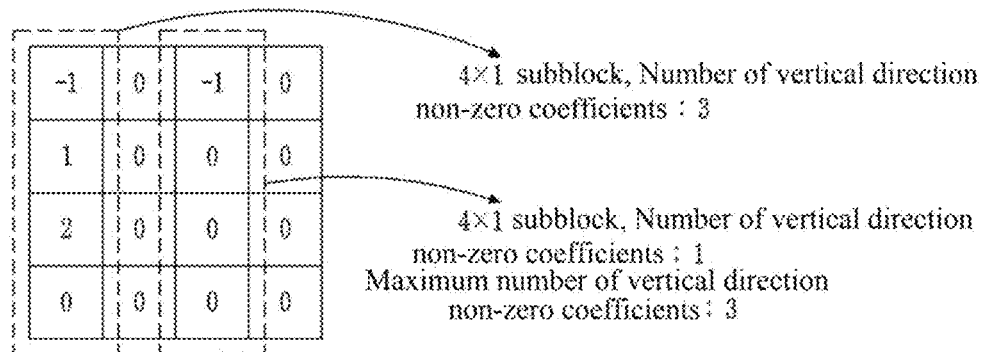 -1 0 -1 0
4×1 subblock, Number of vertical direction
non-zero coefficients : 3
1 0 0 0
2 0 0 0
4×1 subblock, Number of vertical direction
non-zero coefficients : 1
Maximum number of vertical direction
non-zero coefficients : 3
0 0 0 0